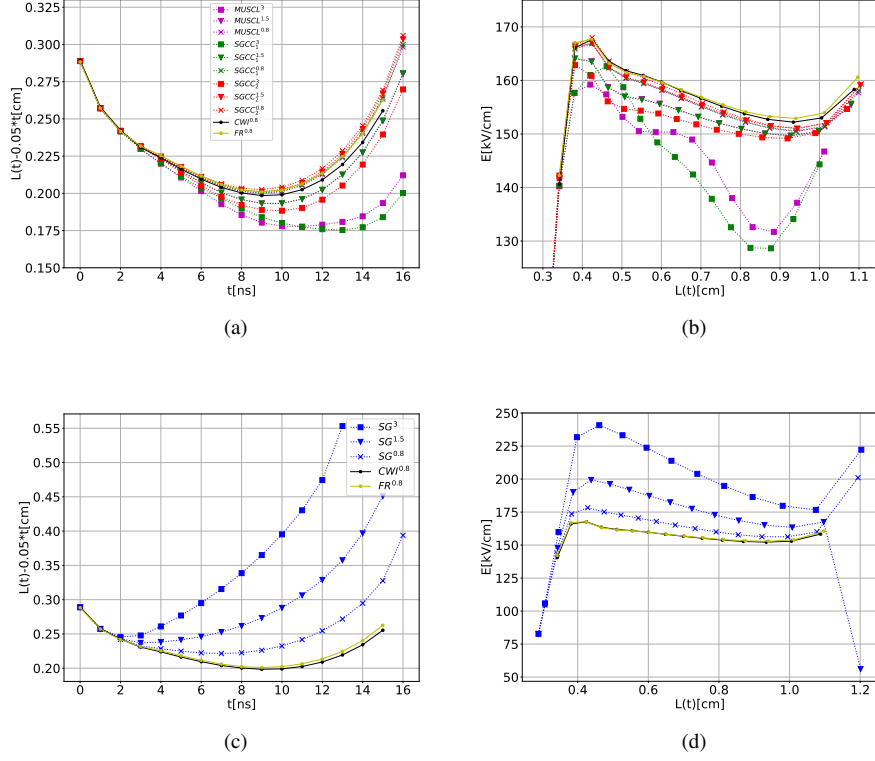 0.325
0.300
0.275
0.250
0.225
0.200
0.175
0.150
L(t)-0.05*t[cm]
0 2 4 6 8 10 12 14 16
t[ns]
MUSCL^3
MUSCL^1.5
MUSCL^0.8
SGCC_1^3
SGCC_1^1.5
SGCC_1^0.8
SGCC_2^3
SGCC_2^1.5
SGCC_2^0.8
CWI^0.8
FR^0.8
(a)
170
160
150
140
130
E[kV/cm]
0.3 0.4 0.5 0.6 0.7 0.8 0.9 1.0 1.1
L(t)[cm]
(b)
0.55
0.50
0.45
0.40
0.35
0.30
0.25
0.20
L(t)-0.05*t[cm]
0 2 4 6 8 10 12 14 16
t[ns]
SG^3
SG^1.5
SG^0.8
CWI^0.8
FR^0.8
(c)
250
225
200
175
150
125
100
75
50
E[kV/cm]
0.4 0.6 0.8 1.0 1.2
L(t)[cm]
(d)